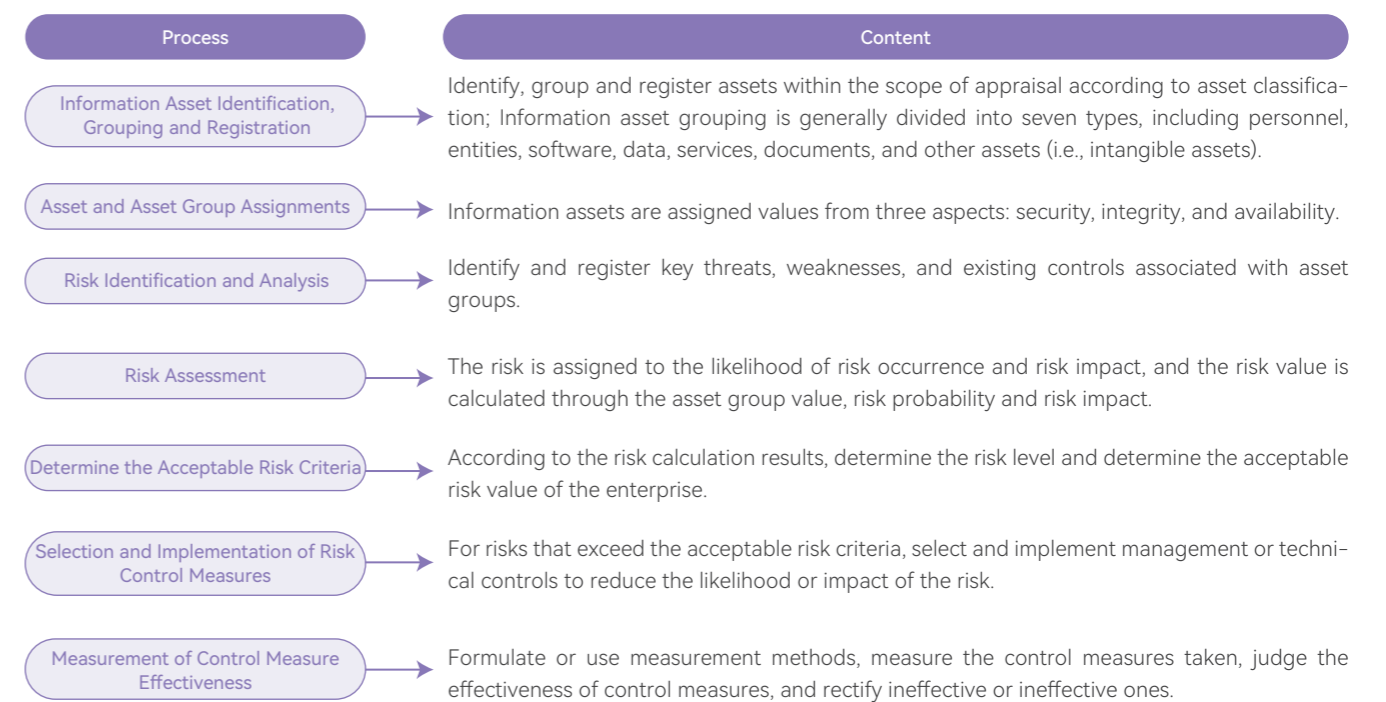 Process
Content
Information Asset Identification,
Grouping and Registration
Identify, group and register assets within the scope of appraisal according to asset classifica-
tion; Information asset grouping is generally divided into seven types, including personnel,
entities, software, data, services, documents, and other assets (i.e., intangible assets).
Asset and Asset Group Assignments
Information assets are assigned values from three aspects: security, integrity, and availability.
Risk Identification and Analysis
Identify and register key threats, weaknesses, and existing controls associated with asset
groups.
Risk Assessment
The risk is assigned to the likelihood of risk occurrence and risk impact, and the risk value is
calculated through the asset group value, risk probability and risk impact.
Determine the Acceptable Risk Criteria
According to the risk calculation results, determine the risk level and determine the acceptable
risk value of the enterprise.
Selection and Implementation of Risk
Control Measures
For risks that exceed the acceptable risk criteria, select and implement management or techni-
cal controls to reduce the likelihood or impact of the risk.
Measurement of Control Measure
Effectiveness
Formulate or use measurement methods, measure the control measures taken, judge the
effectiveness of control measures, and rectify ineffective or ineffective ones.